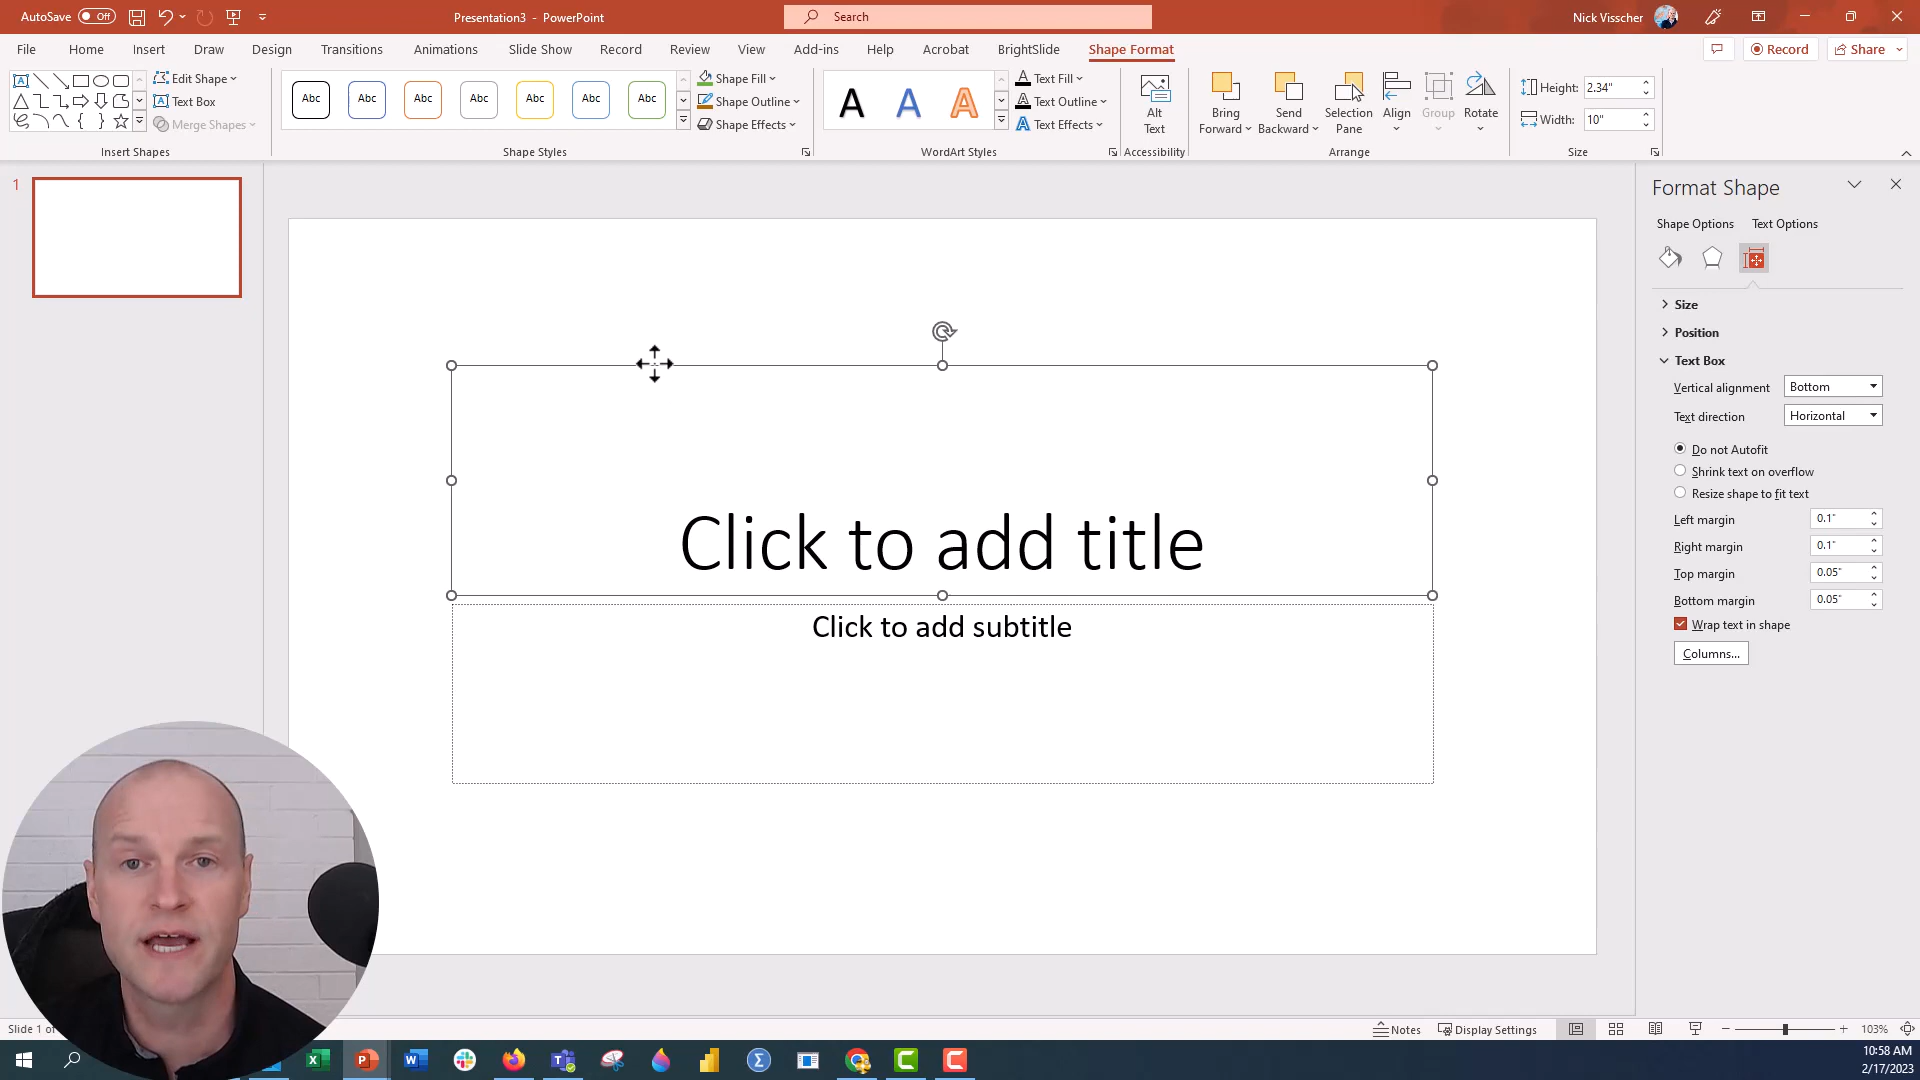 AutoSave Off Presentation3 - PowerPoint Search Nick Visscher
File Home Insert Draw Design Transitions Animations Slide Show Record Review View Add-ins Help Acrobat BrightSlide Shape Format Record Share
Edit Shape
Text Box
Merge Shapes
Insert Shapes
Abc Abc Abc Abc Abc Abc Abc
Shape Fill
Shape Outline
Shape Effects
Shape Styles
A A A
Text Fill
Text Outline
Text Effects
WordArt Styles
Alt
Text
Accessibility
Bring
Forward
Send
Backward
Selection
Pane
Align
Group
Rotate
Arrange
Height: 2.34"
Width: 10"
Size
1
Click to add title
Click to add subtitle
Format Shape
Shape Options Text Options
Size
Position
Text Box
Vertical alignment Bottom
Text direction Horizontal
Do not Autofit
Shrink text on overflow
Resize shape to fit text
Left margin 0.1"
Right margin 0.1"
Top margin 0.05"
Bottom margin 0.05"
Wrap text in shape
Columns...
Slide 1 of Notes Display Settings 103%
10:58 AM
2/17/2023